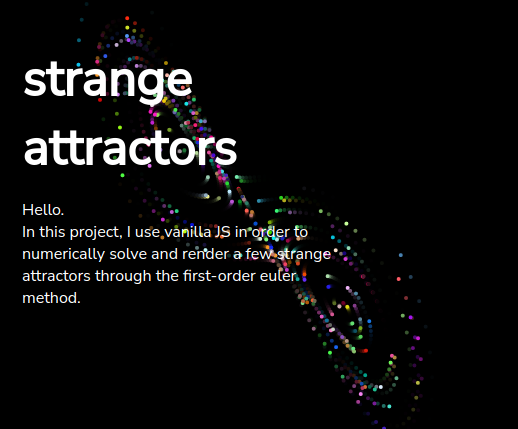 strange
attractors
Hello.
In this project, I use vanilla JS in order to
numerically solve and render a few strange
attractors through the first-order euler
method.